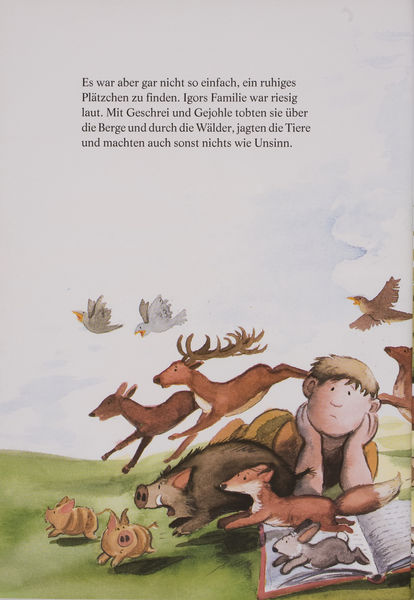 Es war aber gar nicht so einfach, ein ruhiges
Plätzchen zu finden. Igors Familie war riesig
laut. Mit Geschrei und Gejohle tobten sie über
die Berge und durch die Wälder, jagten die Tiere
und machten auch sonst nichts wie Unsinn.